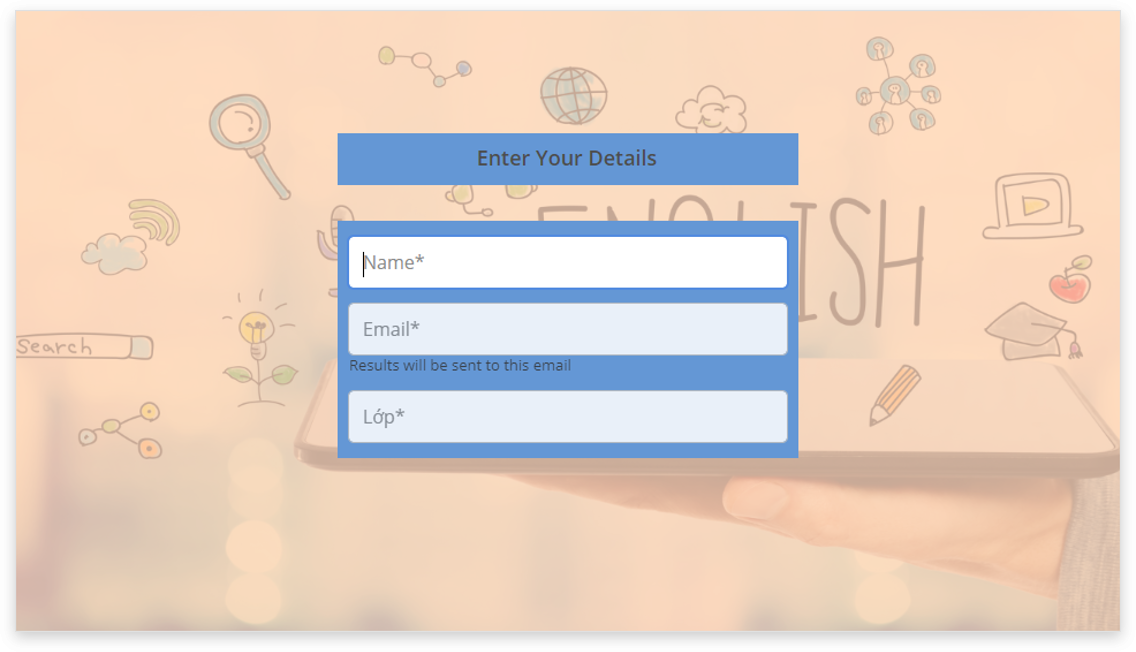 Enter Your Details
ENGLISH
Name*
Email*
Results will be sent to this email
Lớp*
Search